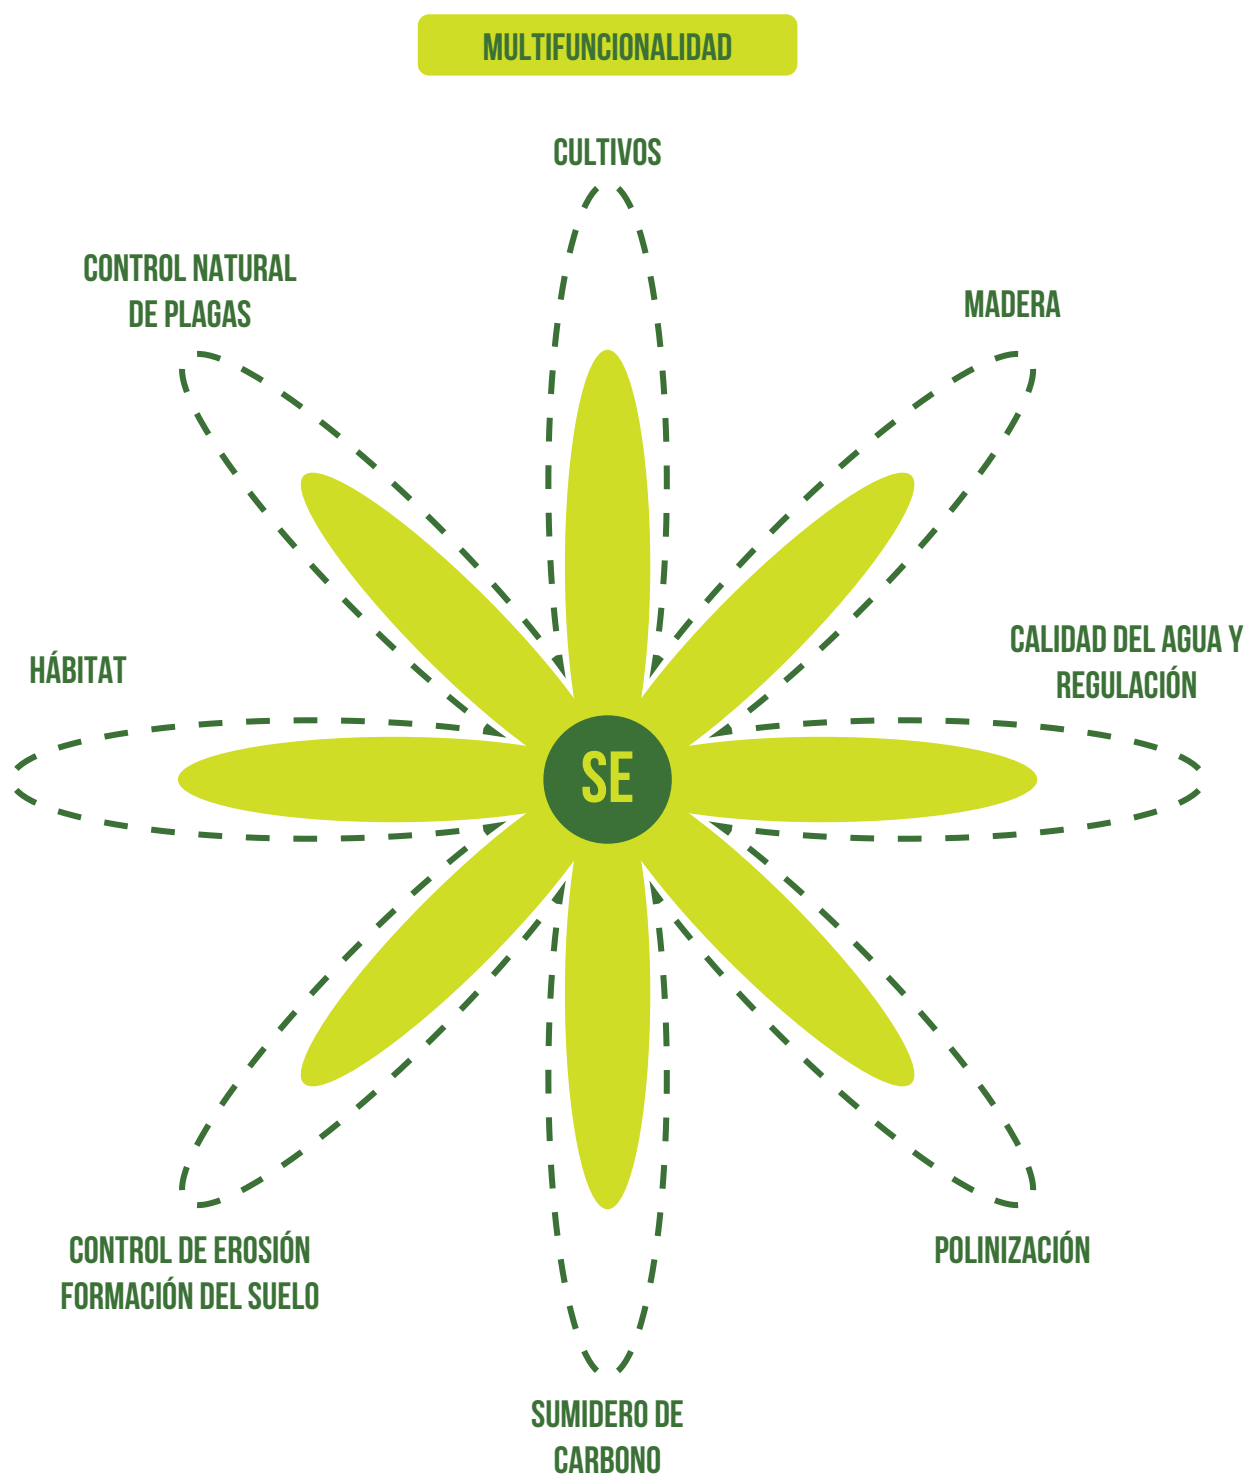 MULTIFUNCIONALIDAD
CULTIVOS
CONTROL NATURAL
DE PLAGAS
MADERA
CALIDAD DEL AGUA Y
REGULACIÓN
HÁBITAT
SE
CONTROL DE EROSIÓN
FORMACIÓN DEL SUELO
POLINIZACIÓN
SUMIDERO DE
CARBONO